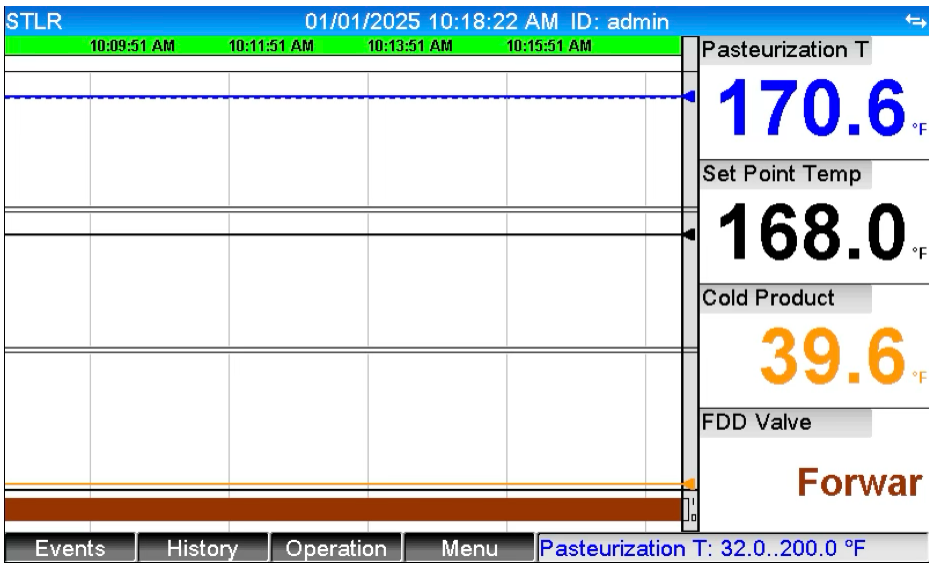 STLR 01/01/2025 10:18:22 AM ID: admin
10:09:51 AM 10:11:51 AM 10:13:51 AM 10:15:51 AM
Pasteurization T
170.6 °F
Set Point Temp
168.0 °F
Cold Product
39.6 °F
FDD Valve
Forwar
1
0
Events History Operation Menu Pasteurization T: 32.0..200.0 °F